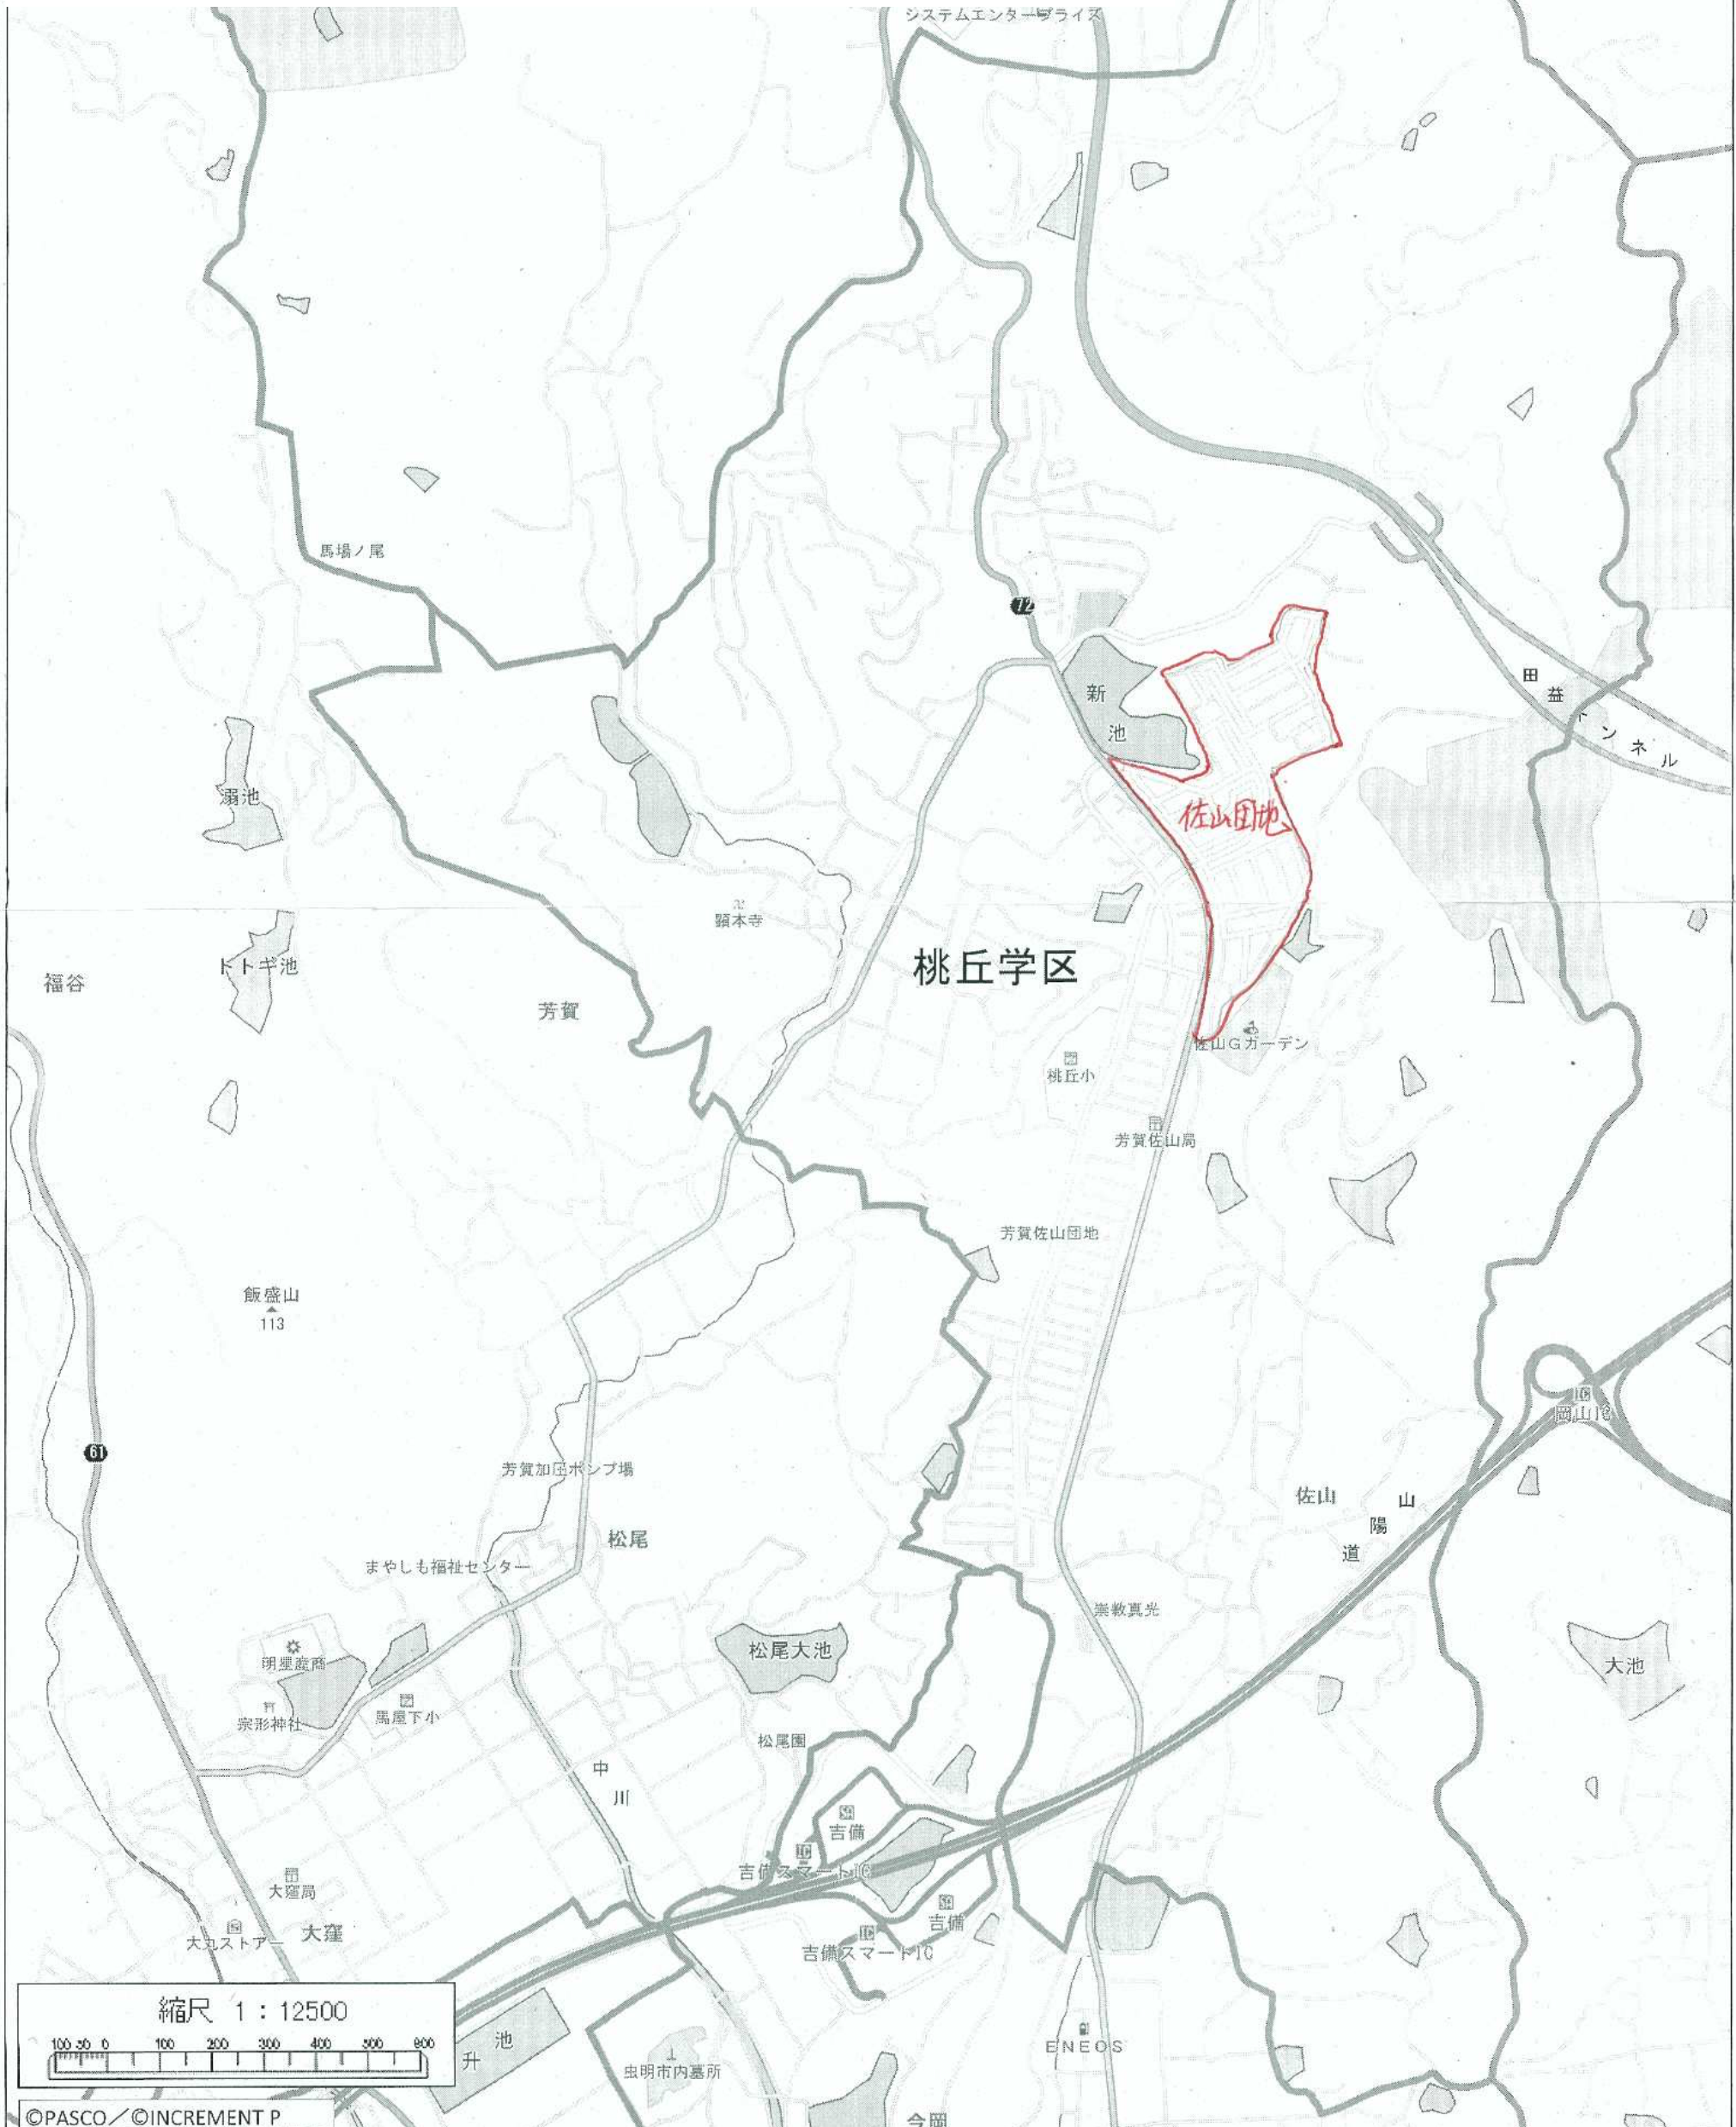 システムエンタープライズ
馬場ノ尾
72
新
池
田
益
ト
ン
ネ
ル
溺池
佐山団地
顕本寺
桃丘学区
トトギ池
福谷
芳賀
佐山Gガーデン
桃丘小
芳賀佐山局
芳賀佐山団地
飯盛山
113
IC
岡山IC
61
芳賀加圧ポンプ場
佐山
山
陽
道
松尾
まやしも福祉センター
崇教真光
松尾大池
大池
明星産商
宗形神社
馬屋下小
松尾園
中
川
SA
吉備
IC
吉備スマートIC
大窪局
SA
吉備
大丸ストアー
大窪
IC
吉備スマートIC
縮尺 1:12500
100 50 0 100 200 300 400 500 600
池
升
ENEOS
虫明市内墓所
©PASCO/©INCREMENT P
今岡